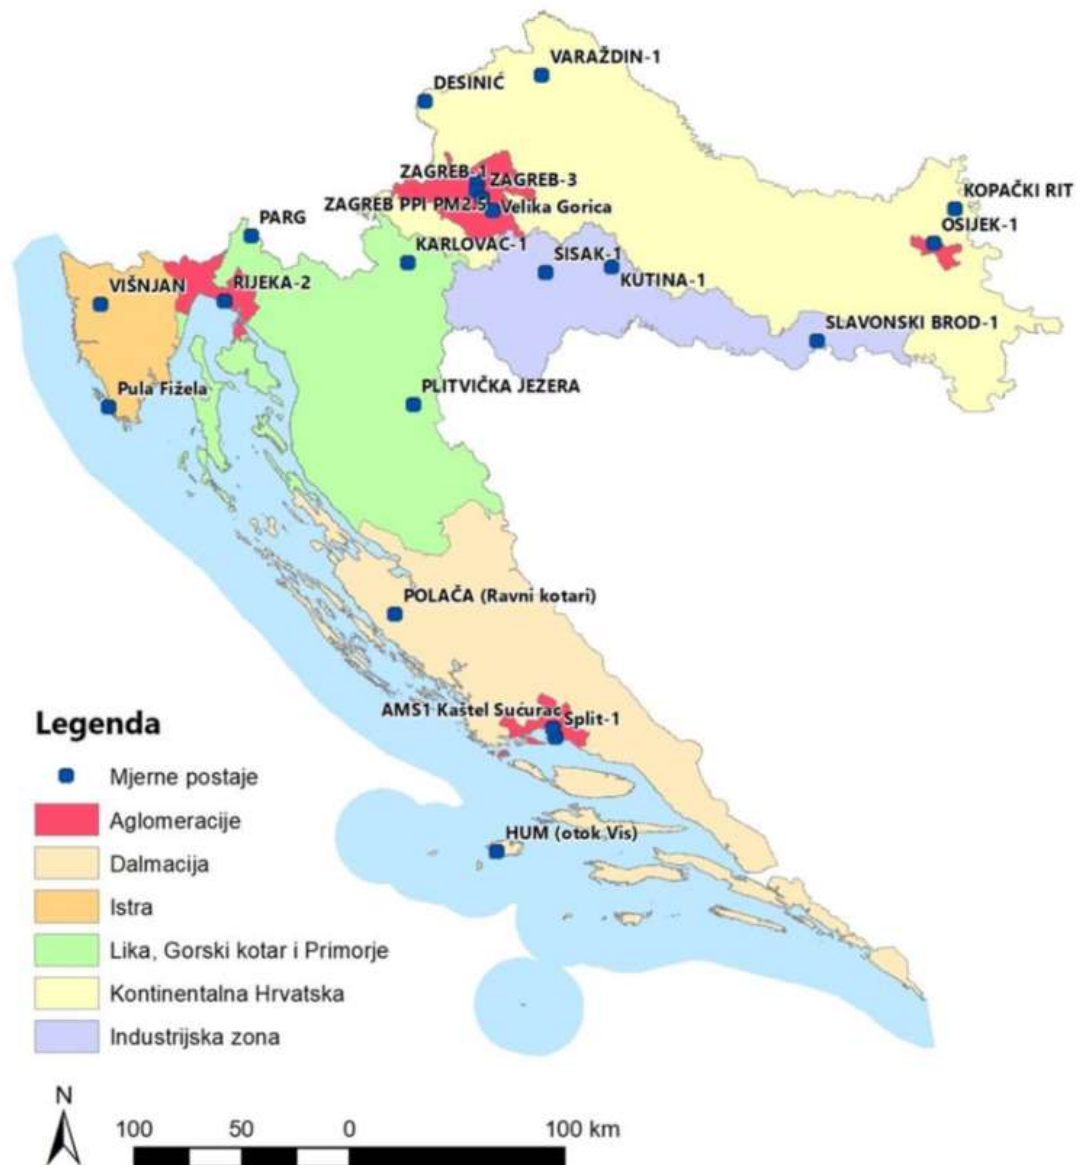 VARAŽDIN-1
DESINIĆ
ZAGREB-1
ZAGREB-3
KOPAČKI RIT
ZAGREB PPI PM2.5
Velika Gorica
PARG
OSIJEK-1
KARLOVAC-1
SISAK-1
RIJEKA-2
KUTINA-1
VIŠNJAN
SLAVONSKI BROD-1
Pula Fižela
PLITVIČKA JEZERA
POLAČA (Ravni kotari)
AMS1 Kaštel Sućurac
Split-1
HUM (otok Vis)
Legenda
Mjerne postaje
Aglomeracije
Dalmacija
Istra
Lika, Gorski kotar i Primorje
Kontinentalna Hrvatska
Industrijska zona
N
100 50 0 100 km